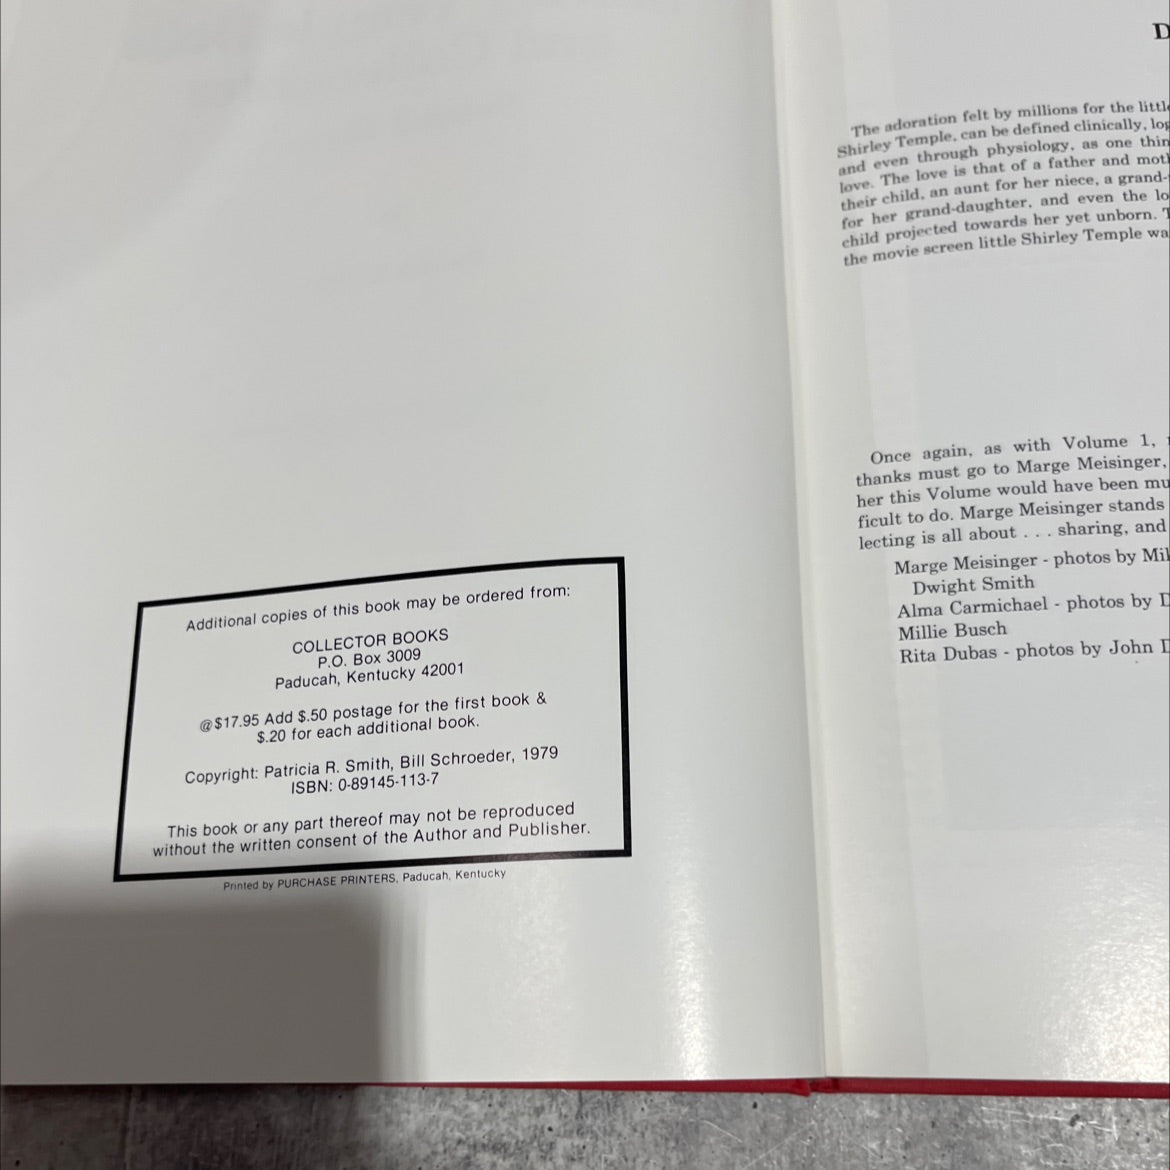 Additional copies of this book may be ordered from:
COLLECTOR BOOKS
P.O. Box 3009
Paducah, Kentucky 42001
@$17.95 Add $.50 postage for the first book &
$.20 for each additional book.
Copyright: Patricia R. Smith, Bill Schroeder, 1979
ISBN: 0-89145-113-7
This book or any part thereof may not be reproduced
without the written consent of the Author and Publisher.
Printed by PURCHASE PRINTERS, Paducah, Kentucky
D
The adoration felt by millions for the littl
Shirley Temple, can be defined clinically, log
and even through physiology, as one thin
love. The love is that of a father and moth
their child, an aunt for her niece, a grand-
for her grand-daughter, and even the lo
child projected towards her yet unborn. T
the movie screen little Shirley Temple wa
Once again, as with Volume 1,
thanks must go to Marge Meisinger,
her this Volume would have been mu
ficult to do. Marge Meisinger stands
lecting is all about . . . sharing, and
Marge Meisinger - photos by Mil
Dwight Smith
Alma Carmichael - photos by D
Millie Busch
Rita Dubas - photos by John D